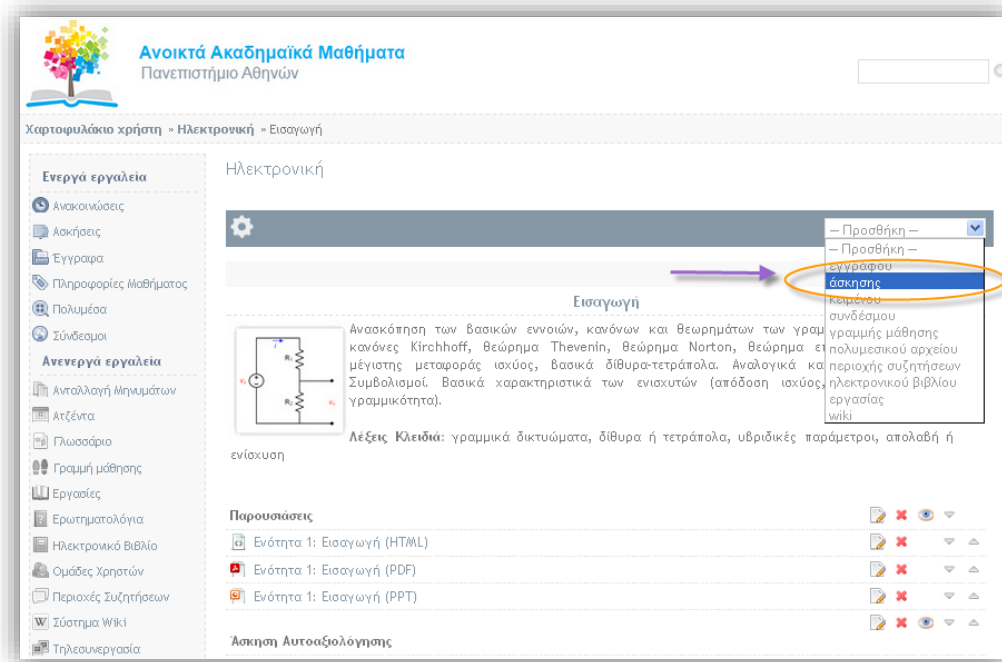 Ανοικτά Ακαδημαϊκά Μαθήματα
Πανεπιστήμιο Αθηνών
Χαρτοφυλάκιο χρήστη » Ηλεκτρονική » Εισαγωγή
Ενεργά εργαλεία
Ανακοινώσεις
Ασκήσεις
Έγγραφα
Πληροφορίες Μαθήματος
Πολυμέσα
Σύνδεσμοι
Ανενεργά εργαλεία
Ανταλλαγή Μηνυμάτων
Ατζέντα
Γλωσσάριο
Γραμμή μάθησης
Εργασίες
Ερωτηματολόγια
Ηλεκτρονικό Βιβλίο
Ομάδες Χρηστών
Περιοχές Συζητήσεων
Σύστημα Wiki
Τηλεσυνεργασία
Ηλεκτρονική
-- Προσθήκη --
-- Προσθήκη --
εγγράφου
άσκησης
κειμένου
συνδέσμου
γραμμής μάθησης
πολυμεσικού αρχείου
περιοχής συζητήσεων
ηλεκτρονικού βιβλίου
εργασίας
wiki
Εισαγωγή
R₁
R₂
Ανασκόπηση των βασικών εννοιών, κανόνων και θεωρημάτων των γραμ
κανόνες Kirchhoff, θεώρημα Thevenin, θεώρημα Norton, θεώρημα ε
μέγιστης μεταφοράς ισχύος, βασικά δίθυρα-τετράπολα. Αναλογικά κα
Συμβολισμοί. Βασικά χαρακτηριστικά των ενισχυτών (απόδοση ισχύος,
γραμμικότητα).
Λέξεις Κλειδιά: γραμμικά δικτυώματα, δίθυρα ή τετράπολα, υβριδικές παράμετροι, απολαβή ή
ενίσχυση
Παρουσιάσεις
Ενότητα 1: Εισαγωγή (HTML)
Ενότητα 1: Εισαγωγή (PDF)
Ενότητα 1: Εισαγωγή (PPT)
Άσκηση Αυτοαξιολόγησης